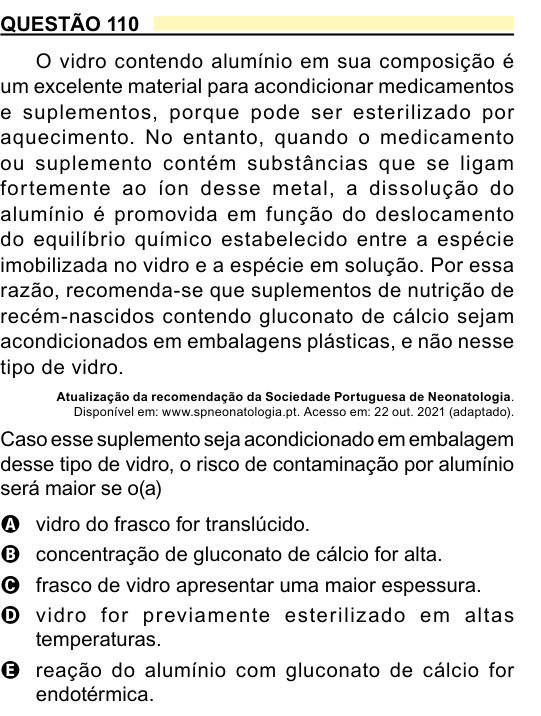 QUESTÃO 110
O vidro contendo alumínio em sua composição é
um excelente material para acondicionar medicamentos
e suplementos, porque pode ser esterilizado por
aquecimento. No entanto, quando o medicamento
ou suplemento contém substâncias que se ligam
fortemente ao íon desse metal, a dissolução do
alumínio é promovida em função do deslocamento
do equilíbrio químico estabelecido entre a espécie
imobilizada no vidro e a espécie em solução. Por essa
razão, recomenda-se que suplementos de nutrição de
recém-nascidos contendo gluconato de cálcio sejam
acondicionados em embalagens plásticas, e não nesse
tipo de vidro.
Atualização da recomendação da Sociedade Portuguesa de Neonatologia.
Disponível em: www.spneonatologia.pt. Acesso em: 22 out. 2021 (adaptado).
Caso esse suplemento seja acondicionado em embalagem
desse tipo de vidro, o risco de contaminação por alumínio
será maior se o(a)
A vidro do frasco for translúcido.
B concentração de gluconato de cálcio for alta.
C frasco de vidro apresentar uma maior espessura.
D vidro for previamente esterilizado em altas
temperaturas.
E reação do alumínio com gluconato de cálcio for
endotérmica.